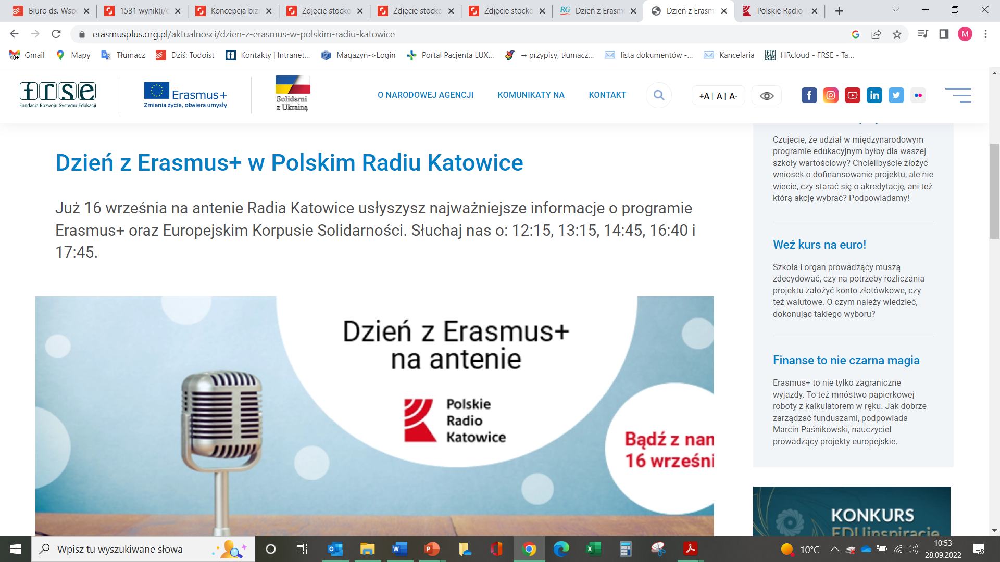 Biuro ds. Wsp
1531 wynik(i/
Koncepcja biz
Zdjęcie stocko
Zdjęcie stocko
Zdjęcie stocko
RG Dzień z Erasm
Dzień z Erasm
Polskie Radio
erasmusplus.org.pl/aktualnosci/dzien-z-erasmus-w-polskim-radiu-katowice
M
40+ Gmail
Mapy
Tłumacz
Dziś: Todoist
Kontakty | Intranet...
Magazyn->Login
Portal Pacjenta LUX...
→ przypisy, tłumacz...
lista dokumentów -...
Kancelaria
HRcloud - FRSE - Ta...
frse
Fundacja Rozwoju Systemu Edukacji
Erasmus+
Zmienia życie, otwiera umysły
Solidarni
z Ukrainą
O NARODOWEJ AGENCJI
KOMUNIKATY NA
KONTAKT
+A | A | A-
Dzień z Erasmus+ w Polskim Radiu Katowice
Już 16 września na antenie Radia Katowice usłyszysz najważniejsze informacje o programie
Erasmus+ oraz Europejskim Korpusie Solidarności. Słuchaj nas o: 12:15, 13:15, 14:45, 16:40 i
17:45.
Dzień z Erasmus+
na antenie
Polskie
Radio
Katowice
Bądź z nam
16 wrześni
Czujecie, że udział w międzynarodowym
programie edukacyjnym byłby dla waszej
szkoły wartościowy? Chcielibyście złożyć
wniosek o dofinansowanie projektu, ale nie
wiecie, czy starać się o akredytację, ani też
którą akcję wybrać? Podpowiadamy!
Weź kurs na euro!
Szkoła i organ prowadzący muszą
zdecydować, czy na potrzeby rozliczania
projektu założyć konto złotówkowe, czy
też walutowe. O czym należy wiedzieć,
dokonując takiego wyboru?
Finanse to nie czarna magia
Erasmus+ to nie tylko zagraniczne
wyjazdy. To też mnóstwo papierkowej
roboty z kalkulatorem w ręku. Jak dobrze
zarządzać funduszami, podpowiada
Marcin Paśnikowski, nauczyciel
prowadzący projekty europejskie.
KONKURS
EDUinspiracje
Wpisz tu wyszukiwane słowa
10°C
10:53
28.09.2022